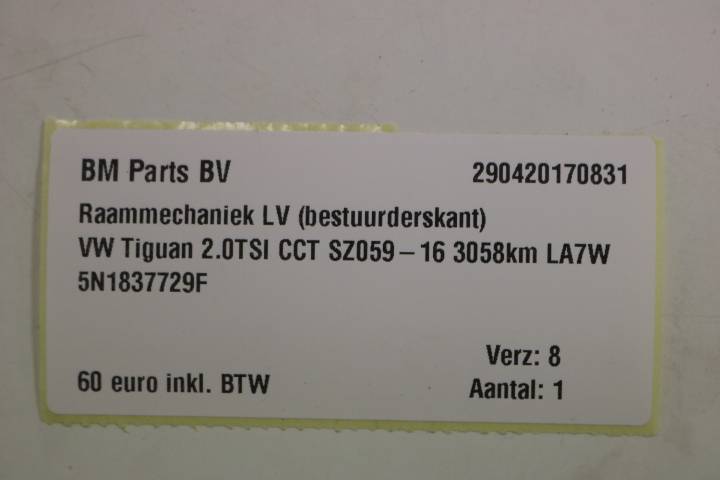 BM Parts BV 290420170831
Raammechaniek LV (bestuurderskant)
VW Tiguan 2.0TSI CCT SZ059 – 16 3058km LA7W
5N1837729F
Verz: 8
60 euro inkl. BTW Aantal: 1